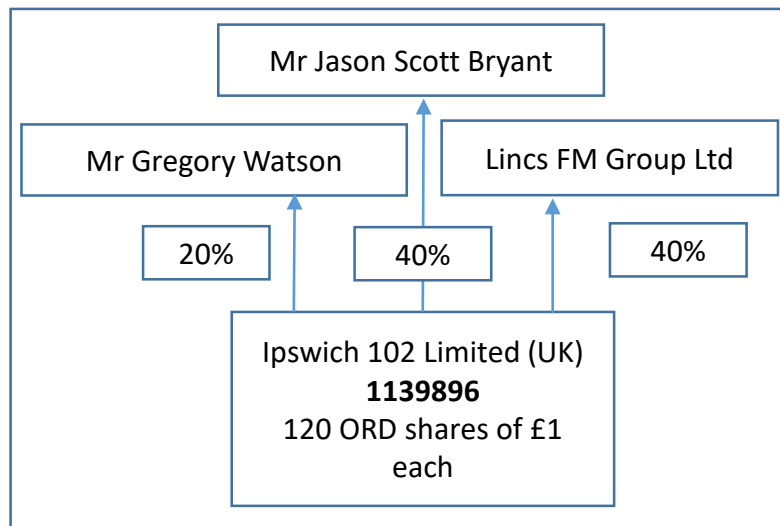 Mr Jason Scott Bryant
Mr Gregory Watson
Lincs FM Group Ltd
20%
40%
40%
Ipswich 102 Limited (UK)
1139896
120 ORD shares of £1
each